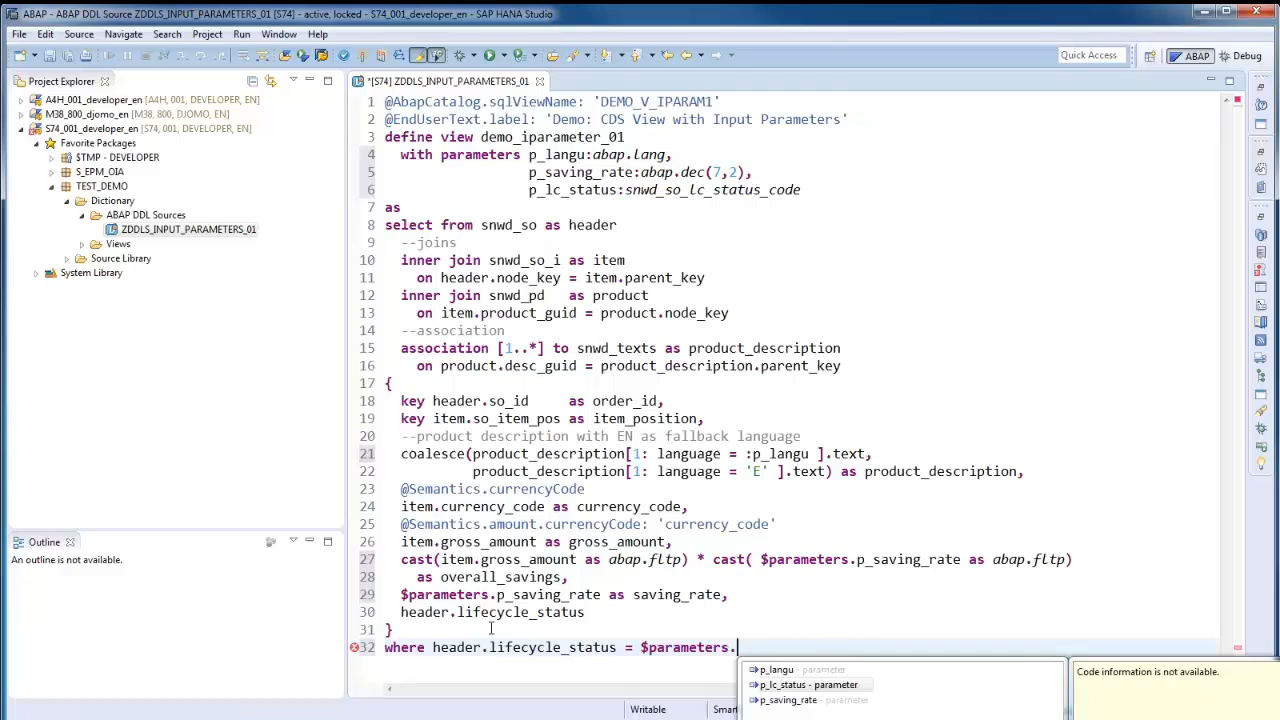 ABAP - ABAP DDL Source ZDDLS_INPUT_PARAMETERS_01 [S74] - active, locked - S74_001_developer_en - SAP HANA Studio
File Edit Source Navigate Search Project Run Window Help
Quick Access ABAP Debug
Project Explorer
A4H_001_developer_en [A4H, 001, DEVELOPER, EN]
M38_800_djomo_en [M38, 800, DJOMO, EN]
S74_001_developer_en [S74, 001, DEVELOPER, EN]
Favorite Packages
$TMP - DEVELOPER
S_EPM_OIA
TEST_DEMO
Dictionary
ABAP DDL Sources
ZDDLS_INPUT_PARAMETERS_01
Views
Source Library
System Library
Outline
An outline is not available.
*[S74] ZDDLS_INPUT_PARAMETERS_01
1 @AbapCatalog.sqlViewName: 'DEMO_V_IPARAM1'
2 @EndUserText.label: 'Demo: CDS View with Input Parameters'
3 define view demo_iparameter_01
4 with parameters p_langu:abap.lang,
5 p_saving_rate:abap.dec(7,2),
6 p_lc_status:snwd_so_lc_status_code
7 as
8 select from snwd_so as header
9 --joins
10 inner join snwd_so_i as item
11 on header.node_key = item.parent_key
12 inner join snwd_pd as product
13 on item.product_guid = product.node_key
14 --association
15 association [1..*] to snwd_texts as product_description
16 on product.desc_guid = product_description.parent_key
17 {
18 key header.so_id as order_id,
19 key item.so_item_pos as item_position,
20 --product description with EN as fallback language
21 coalesce(product_description[1: language = :p_langu ].text,
22 product_description[1: language = 'E' ].text) as product_description,
23 @Semantics.currencyCode
24 item.currency_code as currency_code,
25 @Semantics.amount.currencyCode: 'currency_code'
26 item.gross_amount as gross_amount,
27 cast(item.gross_amount as abap.fltp) * cast( $parameters.p_saving_rate as abap.fltp)
28 as overall_savings,
29 $parameters.p_saving_rate as saving_rate,
30 header.lifecycle_status
31 }
32 where header.lifecycle_status = $parameters.
p_langu - parameter
p_lc_status - parameter
p_saving_rate - parameter
Code information is not available.
Writable
Smar